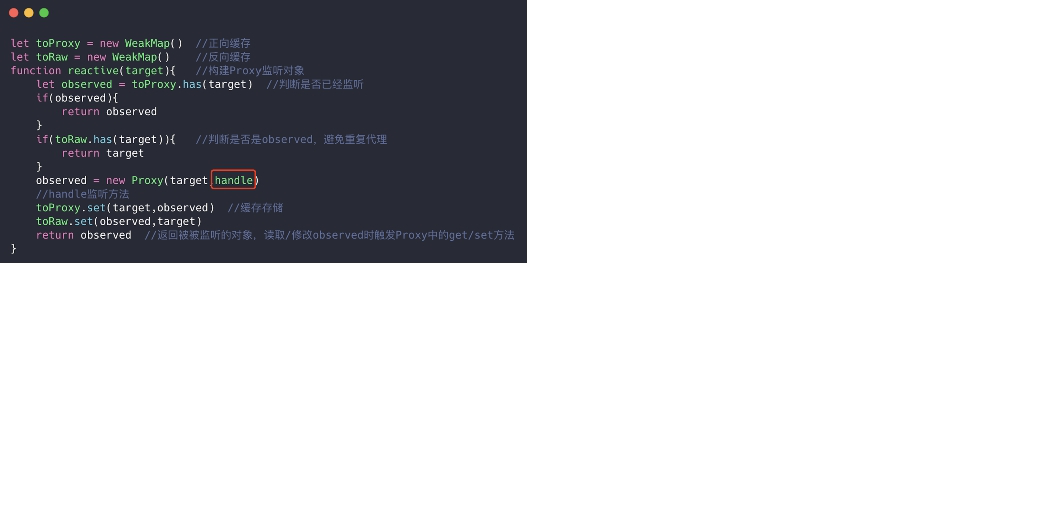 let toProxy = new WeakMap()  //正向缓存
let toRaw = new WeakMap()    //反向缓存
function reactive(target){   //构建Proxy监听对象
    let observed = toProxy.has(target)  //判断是否已经监听
    if(observed){
        return observed
    }
    if(toRaw.has(target)){   //判断是否是observed，避免重复代理
        return target
    }
    observed = new Proxy(target handle)
    //handle监听方法
    toProxy.set(target,observed)  //缓存存储
    toRaw.set(observed,target)
    return observed  //返回被被监听的对象，读取/修改observed时触发Proxy中的get/set方法
}